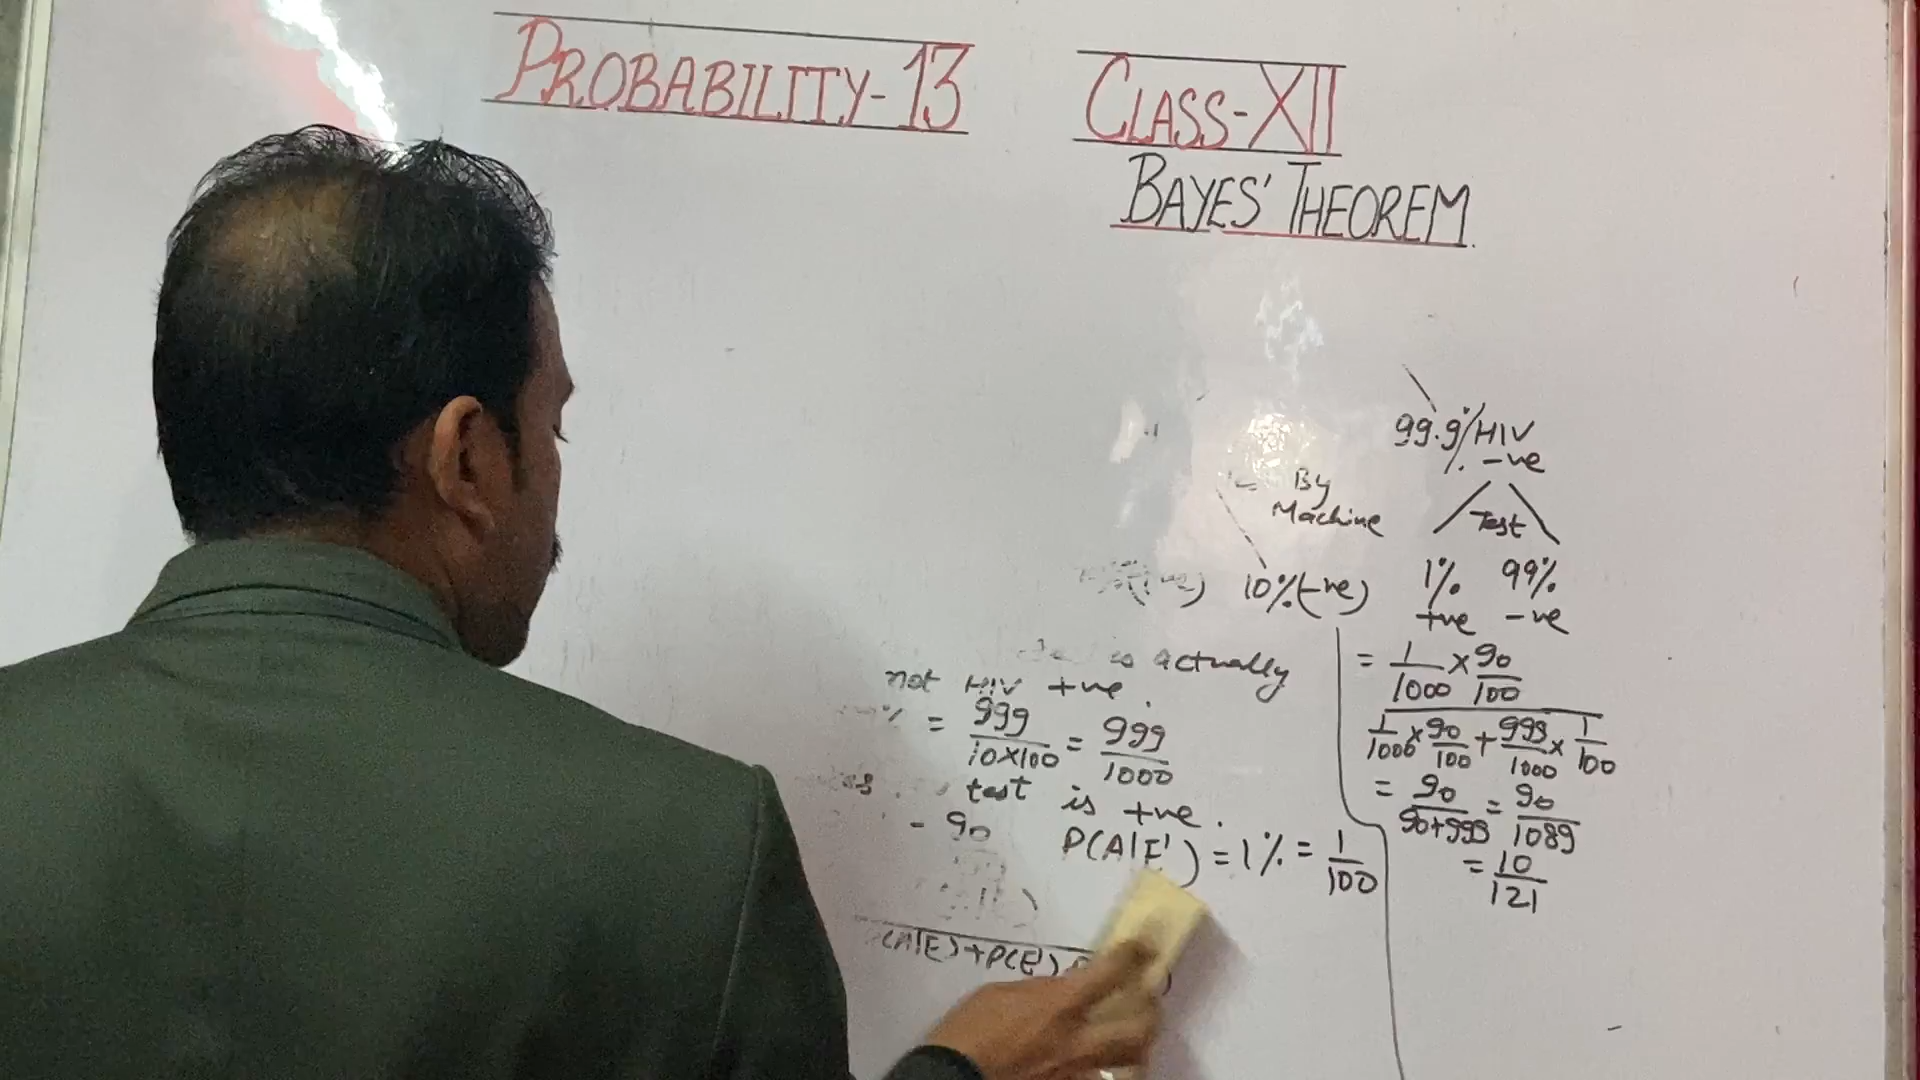 PROBABILITY-13
CLASS-XII
BAYES' THEOREM
99.9% HIV
-ve
By
Machine
Test
10%(-ve)
1% 99%
+ve -ve
is actually
not HIV +ve.
= 999/10×100 = 999/1000
test is +ve.
- 90
P(A|E') = 1% = 1/100
(A|E)+P(E')
= 1/1000 × 90/100
1/1000 × 90/100 + 999/1000 × 1/100
= 90/90+999 = 90/1089
= 10/121